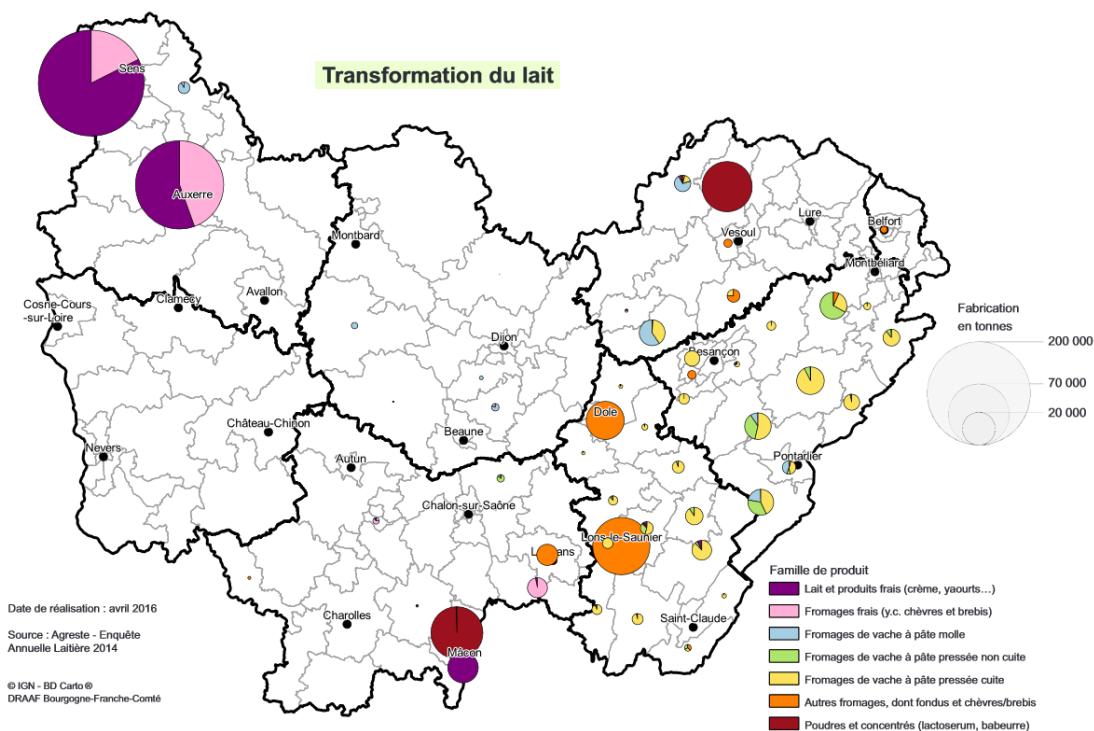 Transformation du lait
Sens
Auxerre
Montbard
Lure
Belfort
Vesoul
Montbéliard
Avallon
Clamecy
Cosne-Cours
-sur-Loire
Dijon
Besançon
Fabrication
en tonnes
200 000
70 000
20 000
Château-Chinon
Dole
Beaune
Nevers
Autun
Pontarlier
Chalon-sur-Saône
Lons-le-Saunier
Famille de produit
Lait et produits frais (crème, yaourts...)
Fromages frais (y.c. chèvres et brebis)
Fromages de vache à pâte molle
Fromages de vache à pâte pressée non cuite
Fromages de vache à pâte pressée cuite
Autres fromages, dont fondus et chèvres/brebis
Poudres et concentrés (lactoserum, babeurre)
Charolles
Saint-Claude
Mâcon
Date de réalisation : avril 2016
Source : Agreste - Enquête
Annuelle Laitière 2014
© IGN - BD Carto ®
DRAAF Bourgogne-Franche-Comté